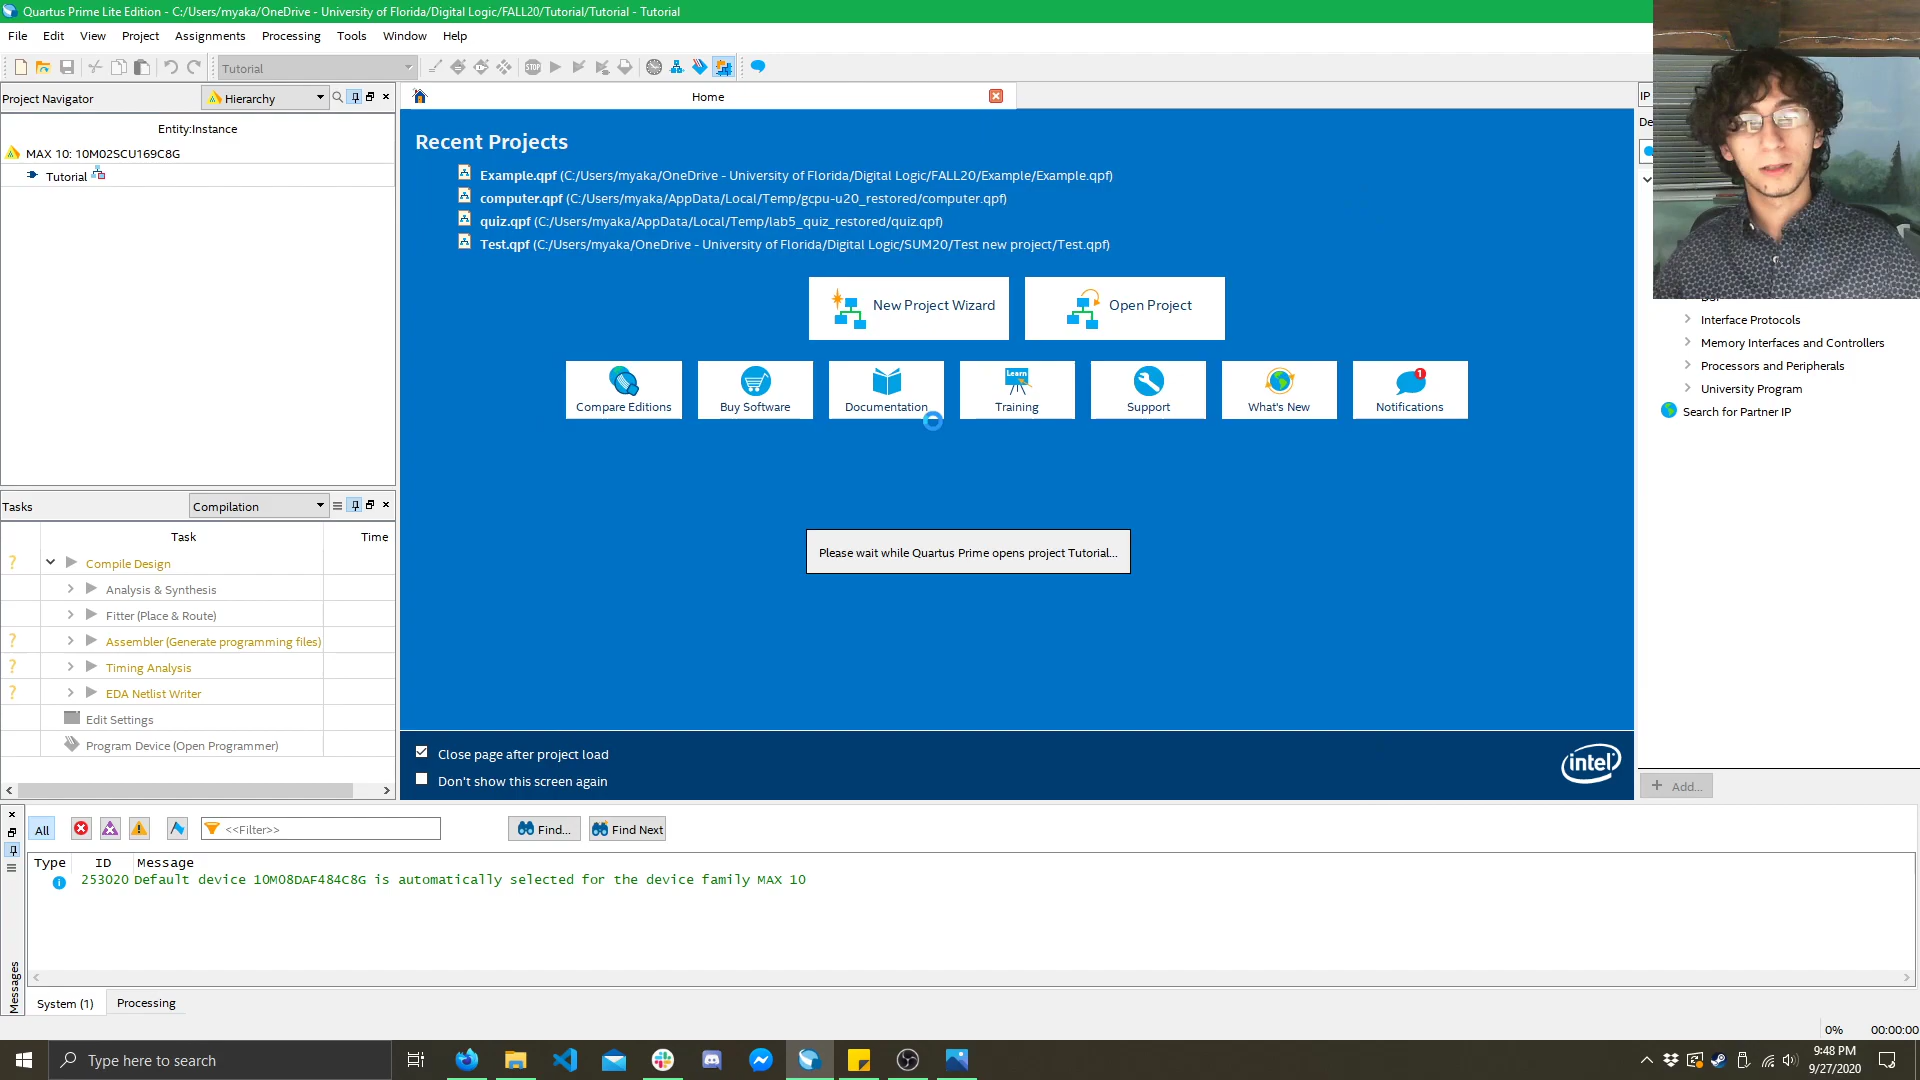 Quartus Prime Lite Edition - C:/Users/myaka/OneDrive - University of Florida/Digital Logic/FALL20/Tutorial/Tutorial - Tutorial
File Edit View Project Assignments Processing Tools Window Help
Tutorial
Project Navigator Hierarchy
Home
IP
Entity:Instance
MAX 10: 10M02SCU169C8G
Tutorial
Recent Projects
Example.qpf (C:/Users/myaka/OneDrive - University of Florida/Digital Logic/FALL20/Example/Example.qpf)
computer.qpf (C:/Users/myaka/AppData/Local/Temp/gcpu-u20_restored/computer.qpf)
quiz.qpf (C:/Users/myaka/AppData/Local/Temp/lab5_quiz_restored/quiz.qpf)
Test.qpf (C:/Users/myaka/OneDrive - University of Florida/Digital Logic/SUM20/Test new project/Test.qpf)
New Project Wizard Open Project
Learn
1
Compare Editions Buy Software Documentation Training Support What's New Notifications
Interface Protocols
Memory Interfaces and Controllers
Processors and Peripherals
University Program
Search for Partner IP
Please wait while Quartus Prime opens project Tutorial...
Tasks Compilation
Task Time
? Compile Design
Analysis & Synthesis
Fitter (Place & Route)
? Assembler (Generate programming files)
? Timing Analysis
? EDA Netlist Writer
Edit Settings
Program Device (Open Programmer)
Close page after project load
Don't show this screen again
intel
Add...
All <<Filter>> Find... Find Next
Type ID Message
253020 Default device 10M08DAF484C8G is automatically selected for the device family MAX 10
Messages
System (1) Processing
0% 00:00:00
Type here to search
9:48 PM
9/27/2020